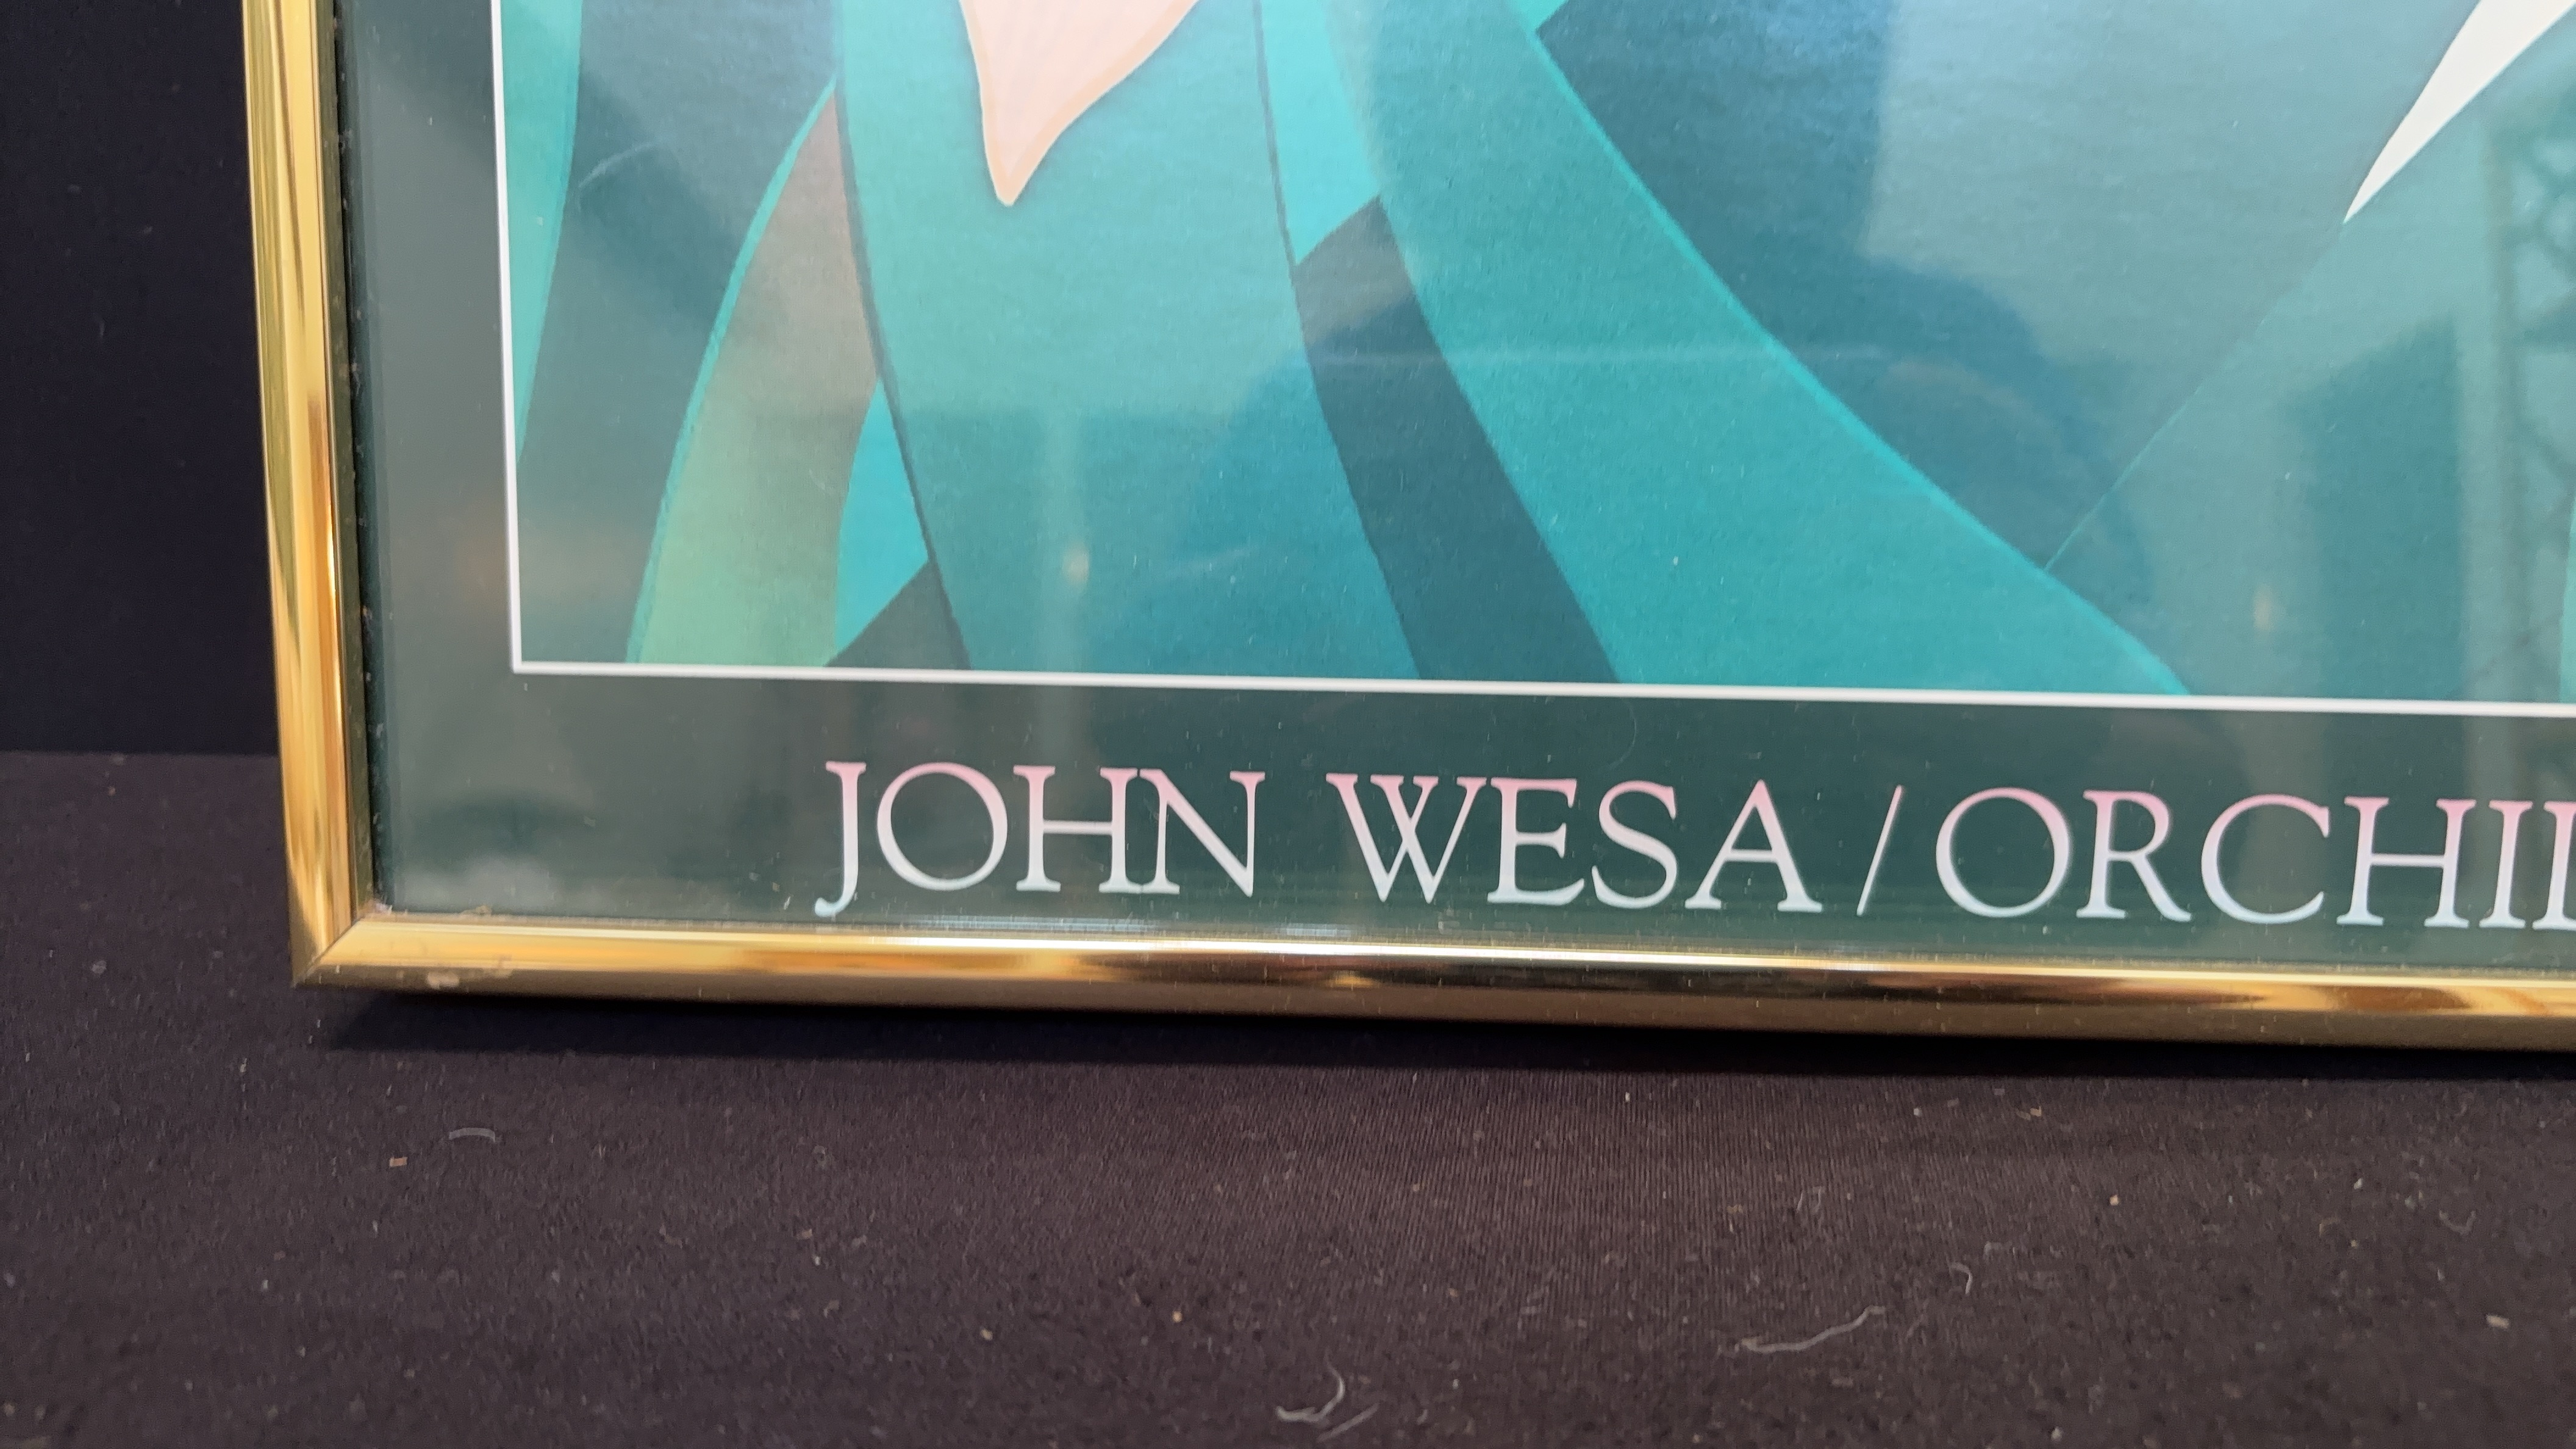 JOHN WESA / ORCHI